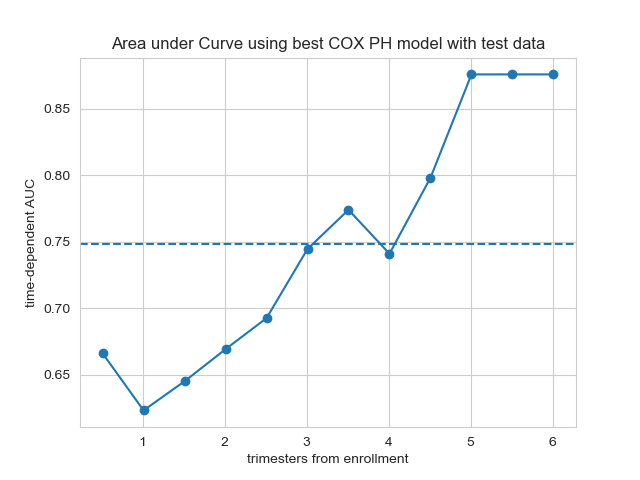 Area under Curve using best COX PH model with test data
time-dependent AUC
0.85
0.80
0.75
0.70
0.65
1 2 3 4 5 6
trimesters from enrollment